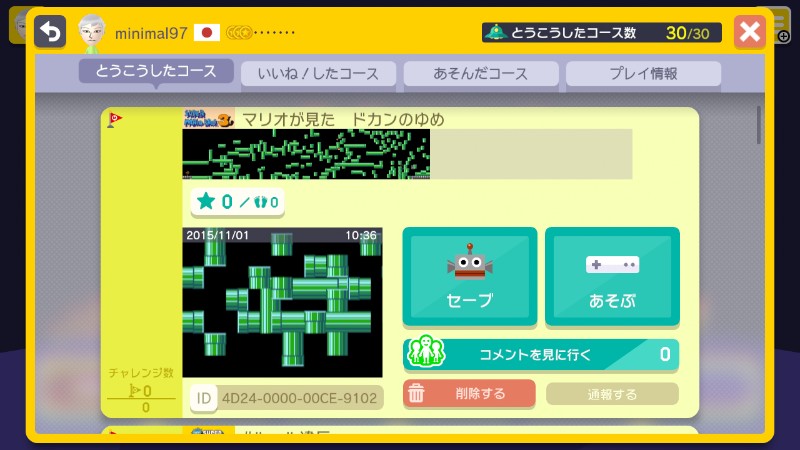 minimal97
とうこうしたコース数 30/30
とうこうしたコース
いいね!したコース
あそんだコース
プレイ情報
マリオが見た ドカンのゆめ
0 / 0
2015/11/01 10:36
セーブ
あそぶ
コメントを見に行く 0
チャレンジ数
0
0
ID 4D24-0000-00CE-9102
削除する
通報する